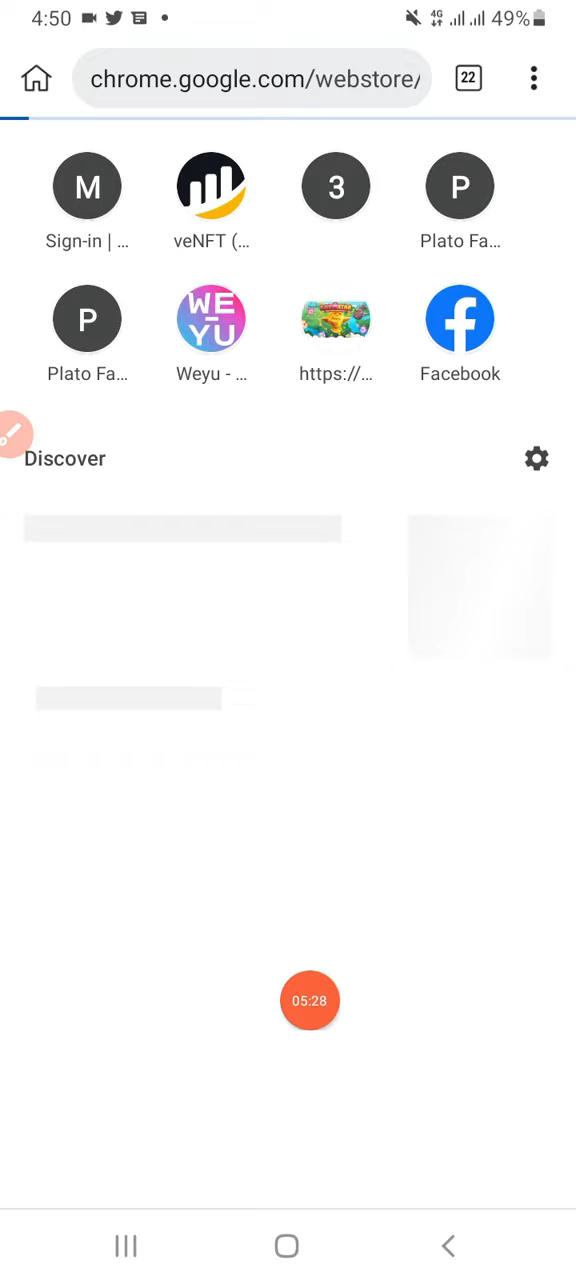 4:50 4G 49%
chrome.google.com/webstore/ 22
M 3 P
Sign-in | ... veNFT (... Plato Fa...
P WE YU
Plato Fa... Weyu - ... https://... Facebook
Discover
05:28